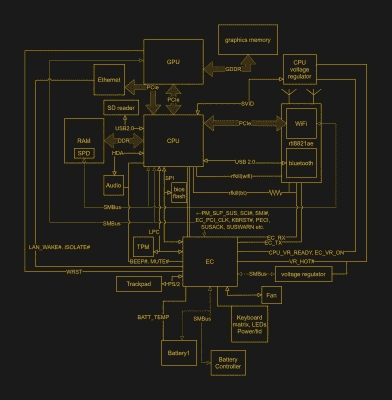 GPU
graphics memory
GDDR
CPU
voltage
regulator
Ethernet
PCIe
PCIe
SVID
SD reader
USB2.0
RAM
SPD
DDR
HDA
CPU
PCIe
WiFi
rtl8821ae
bluetooth
USB 2.0
rfkill(wifi)
rfkill(bt)
Audio
SPI
bios
flash
SMBus
SMBus
PM_SLP_SUS, SCI#, SMI#,
EC_PCI_CLK, KBRST#, PECI,
SUSACK, SUSWARN etc.
LPC
TPM
EC_RX
EC_TX
LAN_WAKE#, ISOLATE#
BEEP#, MUTE#
CPU_VR_READY, EC_VR_ON
VR_HOT#
EC
WRST
SMBus
voltage regulator
Trackpad
PS/2
Fan
BATT_TEMP
SMBus
Keyboard
matrix, LEDs
Power/lid
Battery1
Battery
Controller